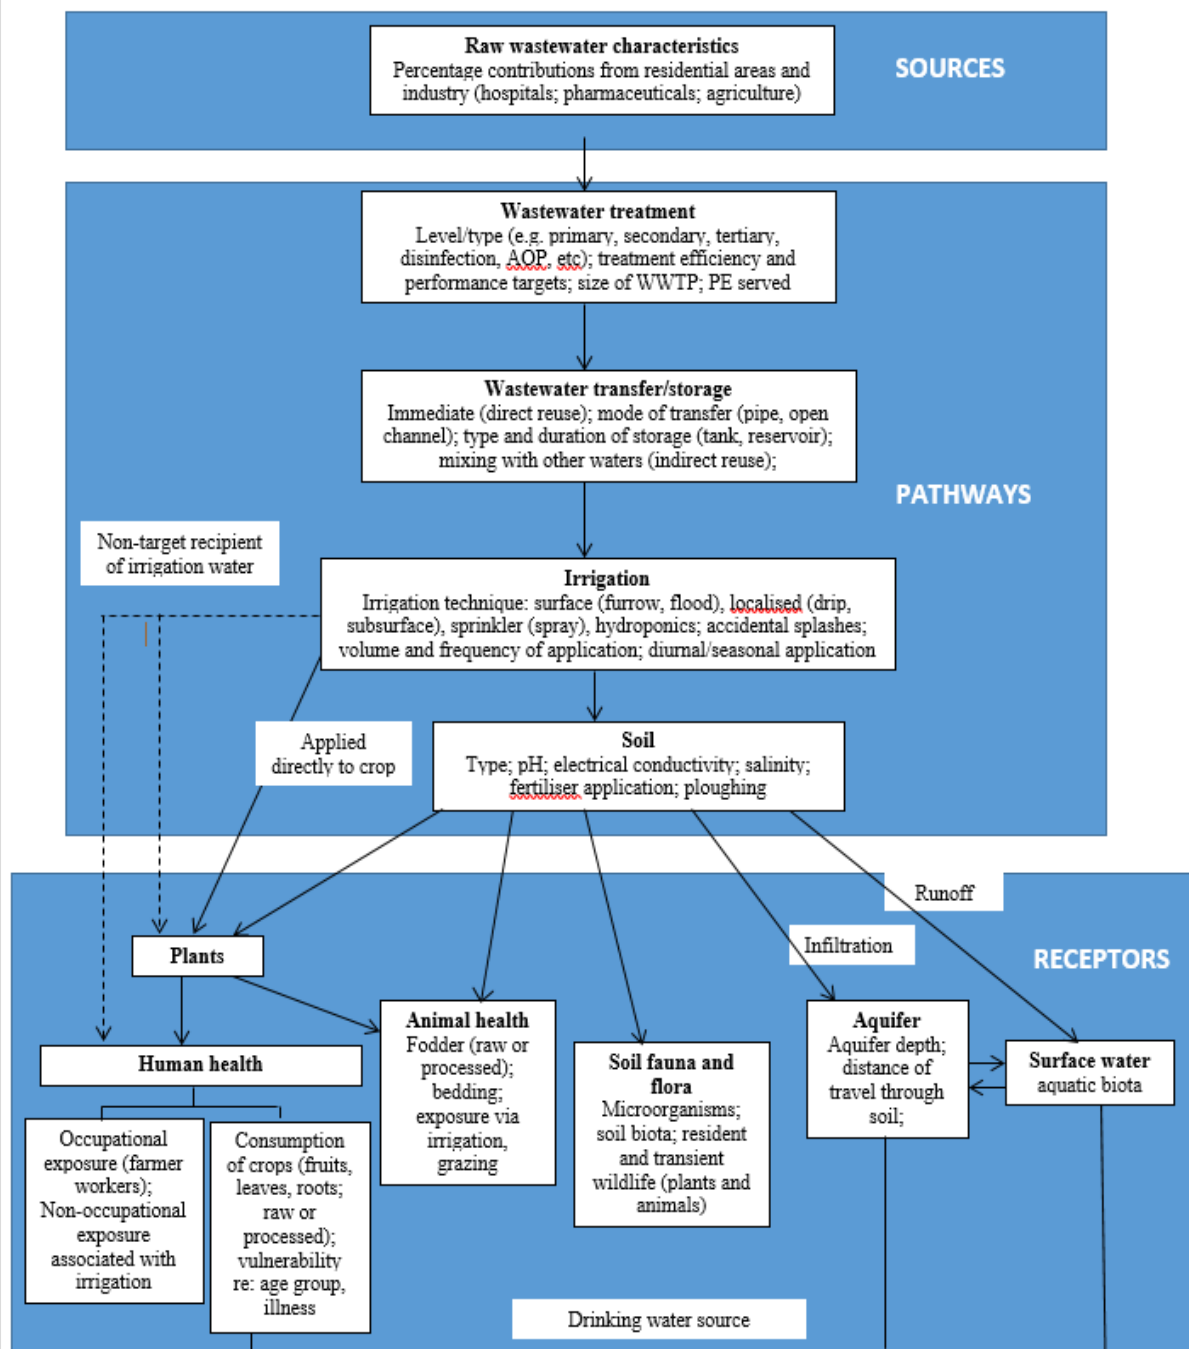 Raw wastewater characteristics
Percentage contributions from residential areas and
industry (hospitals; pharmaceuticals; agriculture)
SOURCES
Wastewater treatment
Level/type (e.g. primary, secondary, tertiary,
disinfection, AOP, etc); treatment efficiency and
performance targets; size of WWTP; PE served
Wastewater transfer/storage
Immediate (direct reuse); mode of transfer (pipe, open
channel); type and duration of storage (tank, reservoir);
mixing with other waters (indirect reuse);
PATHWAYS
Non-target recipient
of irrigation water
Irrigation
Irrigation technique: surface (furrow, flood), localised (drip,
subsurface), sprinkler (spray), hydroponics; accidental splashes;
volume and frequency of application; diurnal/seasonal application
Applied
directly to crop
Soil
Type; pH; electrical conductivity; salinity;
fertiliser application; ploughing
Runoff
Infiltration
RECEPTORS
Plants
Human health
Occupational
exposure (farmer
workers);
Non-occupational
exposure
associated with
irrigation
Consumption
of crops (fruits,
leaves, roots;
raw or
processed);
vulnerability
re: age group,
illness
Animal health
Fodder (raw or
processed);
bedding;
exposure via
irrigation,
grazing
Soil fauna and
flora
Microorganisms;
soil biota; resident
and transient
wildlife (plants and
animals)
Aquifer
Aquifer depth;
distance of
travel through
soil;
Surface water
aquatic biota
Drinking water source